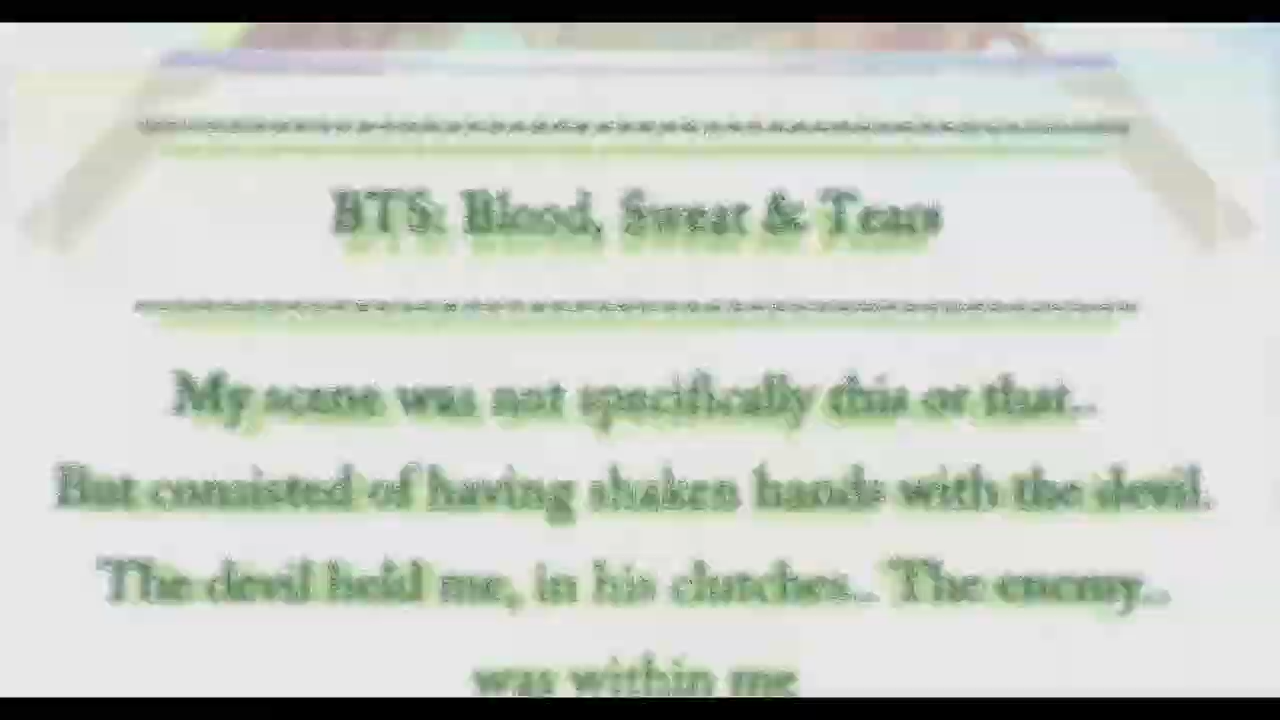 BTS: Blood, Sweat & Tears
My scene was not specifically this or that...
But consisted of having shaken hands with the devil.
The devil held me, in his clutches... The enemy...
was within me